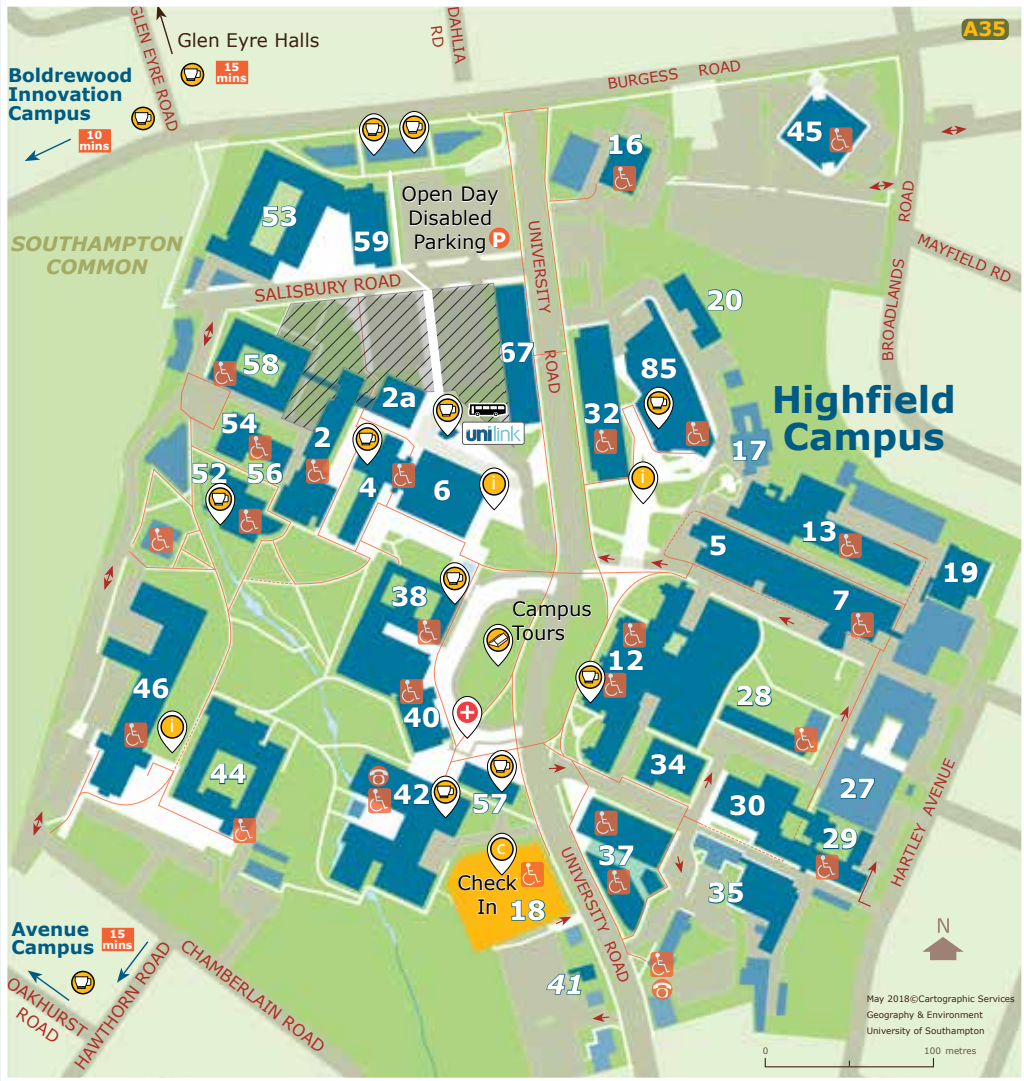 A35
GLEN EYRE ROAD
Glen Eyre Halls
15
mins
DAHLIA
RD
BURGESS ROAD
Boldrewood
Innovation
Campus
10
mins
45
16
53
59
Open Day
Disabled
Parking P
UNIVERSITY
ROAD
BROADLANDS
ROAD
MAYFIELD RD
SOUTHAMPTON
COMMON
SALISBURY ROAD
20
67
85
58
2a
32
Highfield
Campus
unilink
54
2
17
52
56
4
6
i
i
5
13
19
7
38
Campus
Tours
12
46
28
i
40
44
34
42
57
30
27
29
37
35
C
Check
In
18
UNIVERSITY ROAD
HARTLEY AVENUE
41
N
Avenue
Campus
15
mins
OAKHURST
ROAD
HAWTHORN ROAD
CHAMBERLAIN ROAD
May 2018©Cartographic Services
Geography & Environment
University of Southampton
0
100 metres